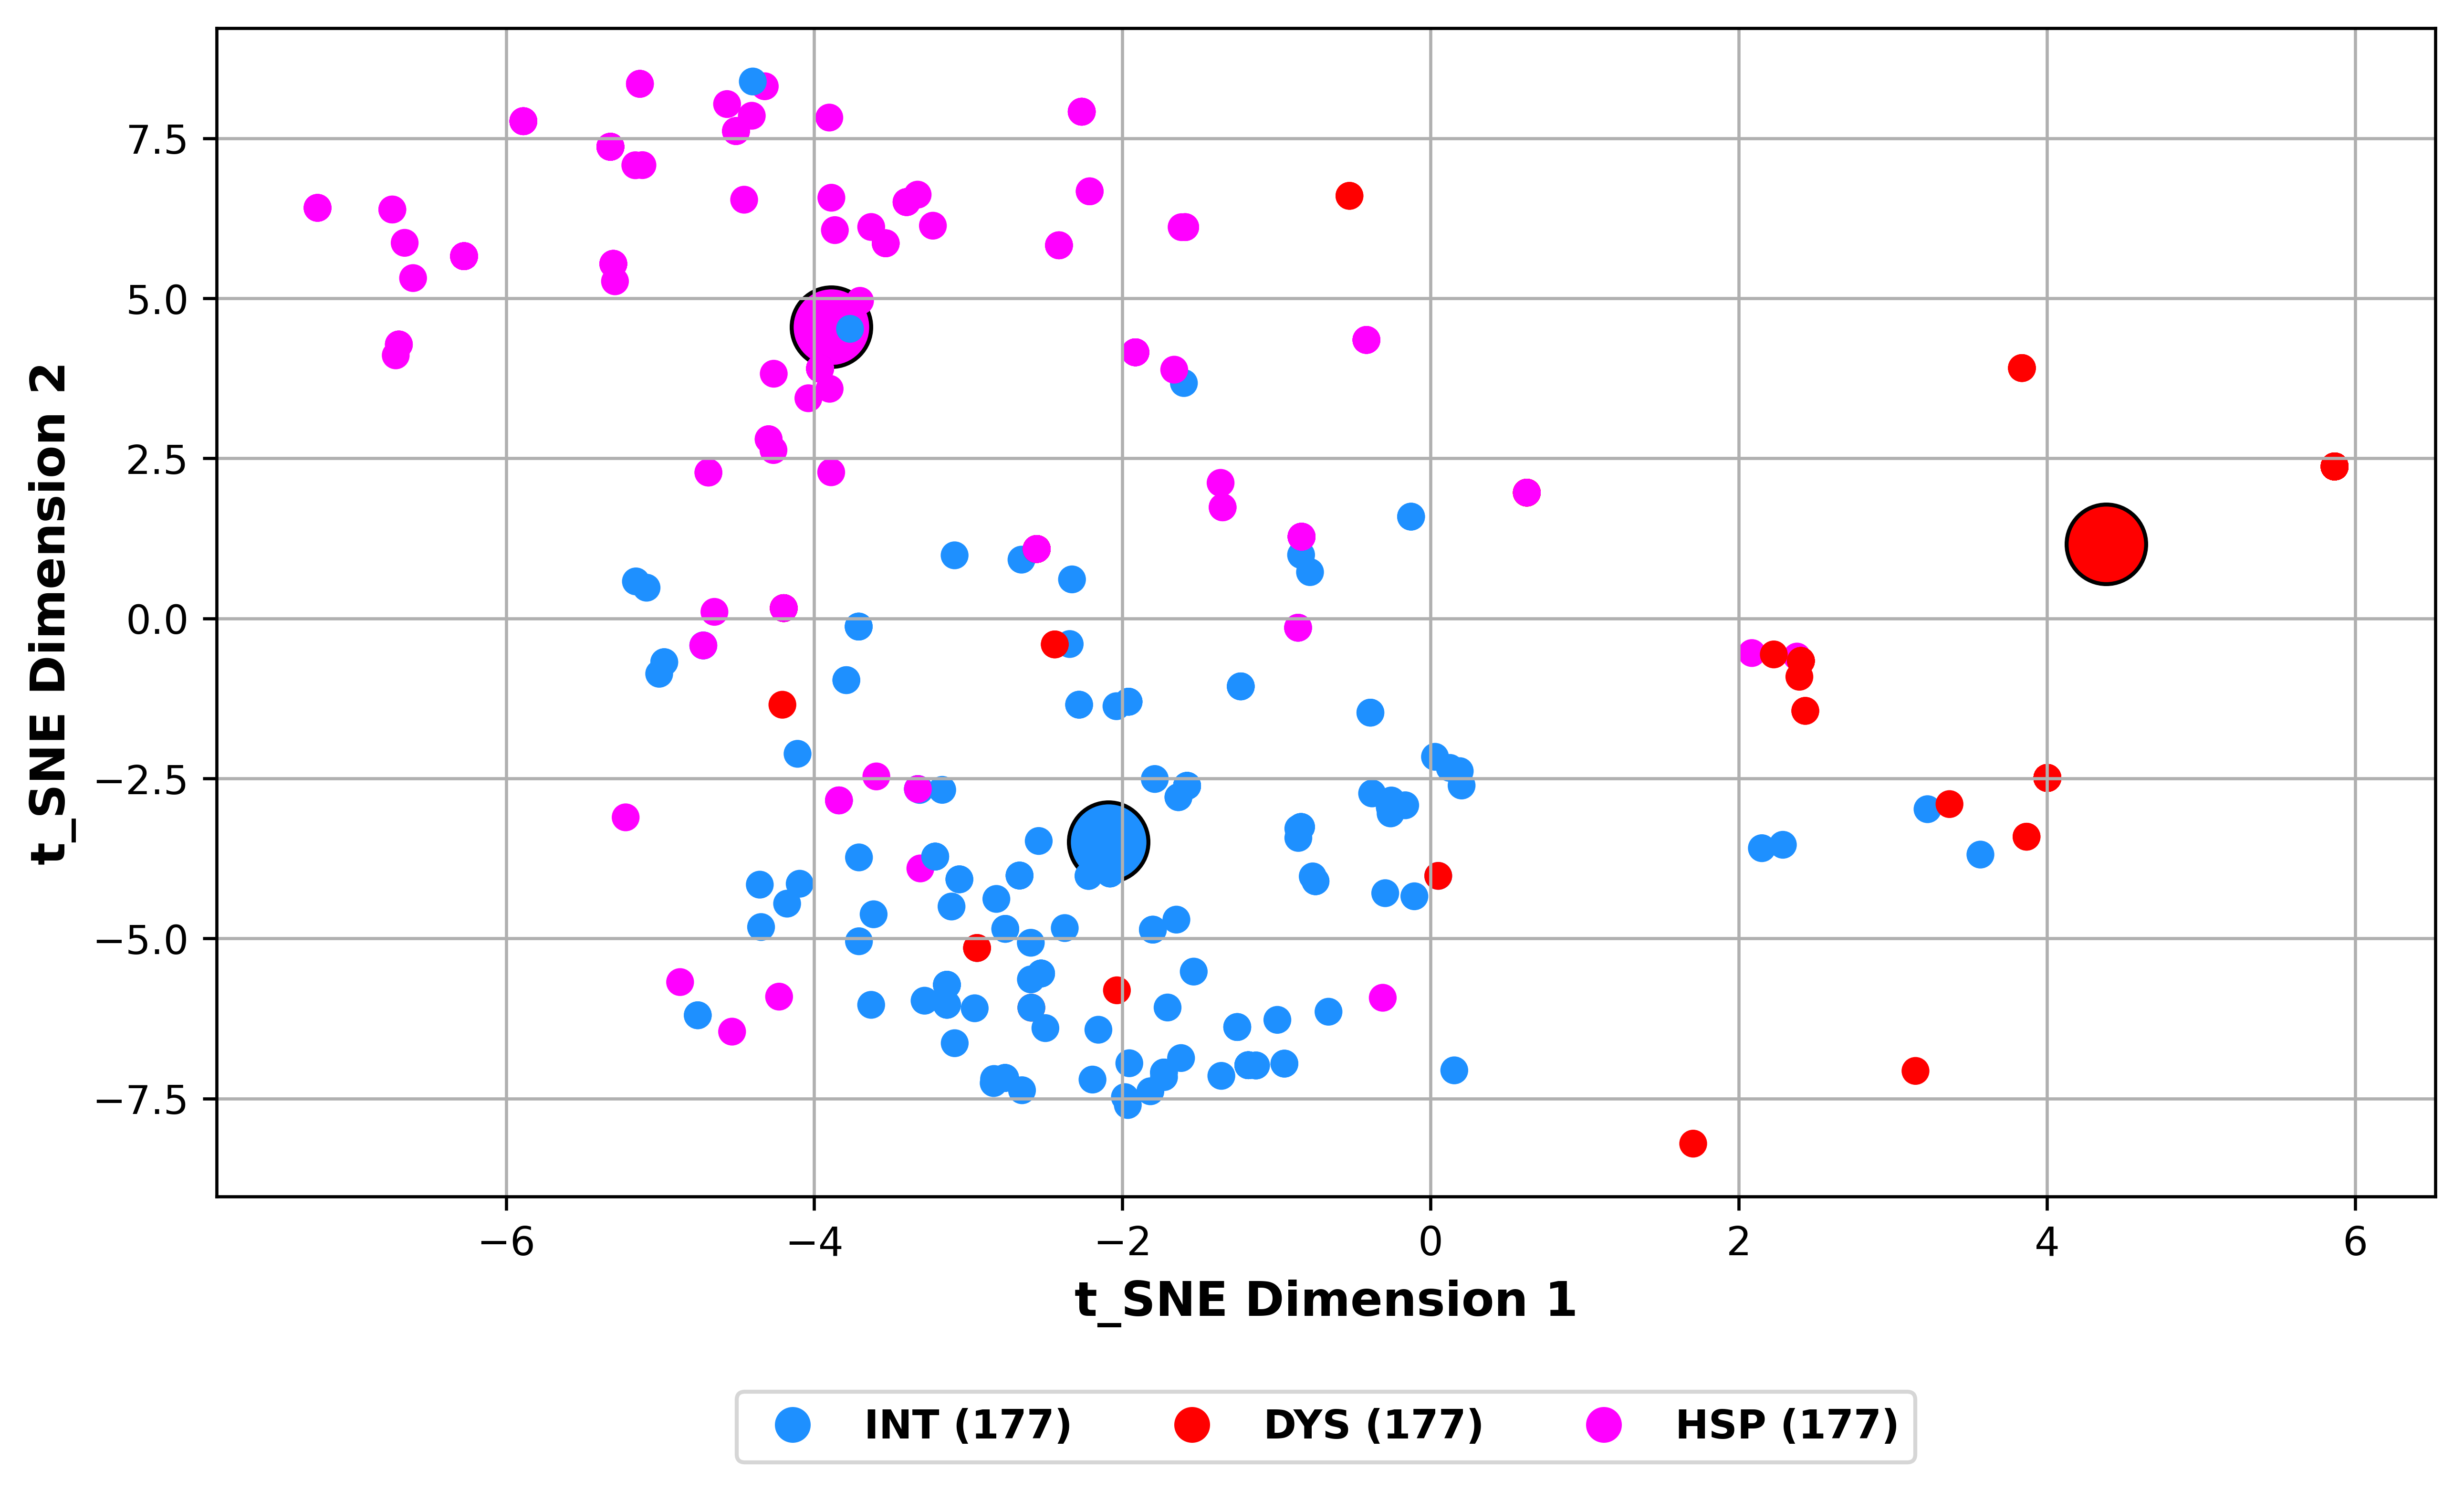 7.5
5.0
2.5
0.0
−2.5
−5.0
−7.5
t_SNE Dimension 2
−6 −4 −2 0 2 4 6
t_SNE Dimension 1
INT (177) DYS (177) HSP (177)